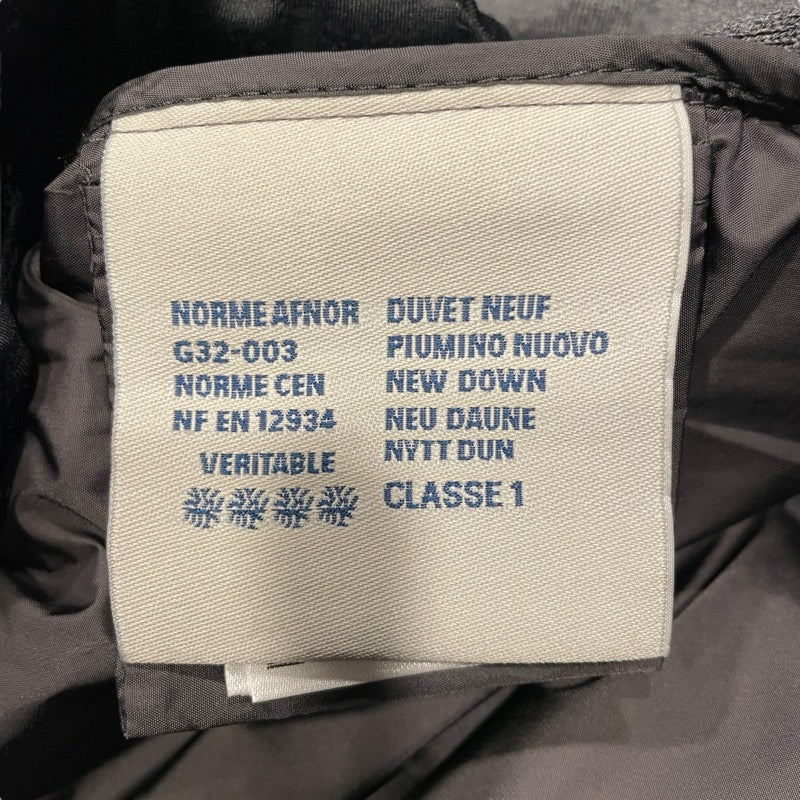 NORME AFNOR
G32-003
NORME CEN
NF EN 12934
VERITABLE
DUVET NEUF
PIUMINO NUOVO
NEW DOWN
NEU DAUNE
NYTT DUN
CLASSE 1